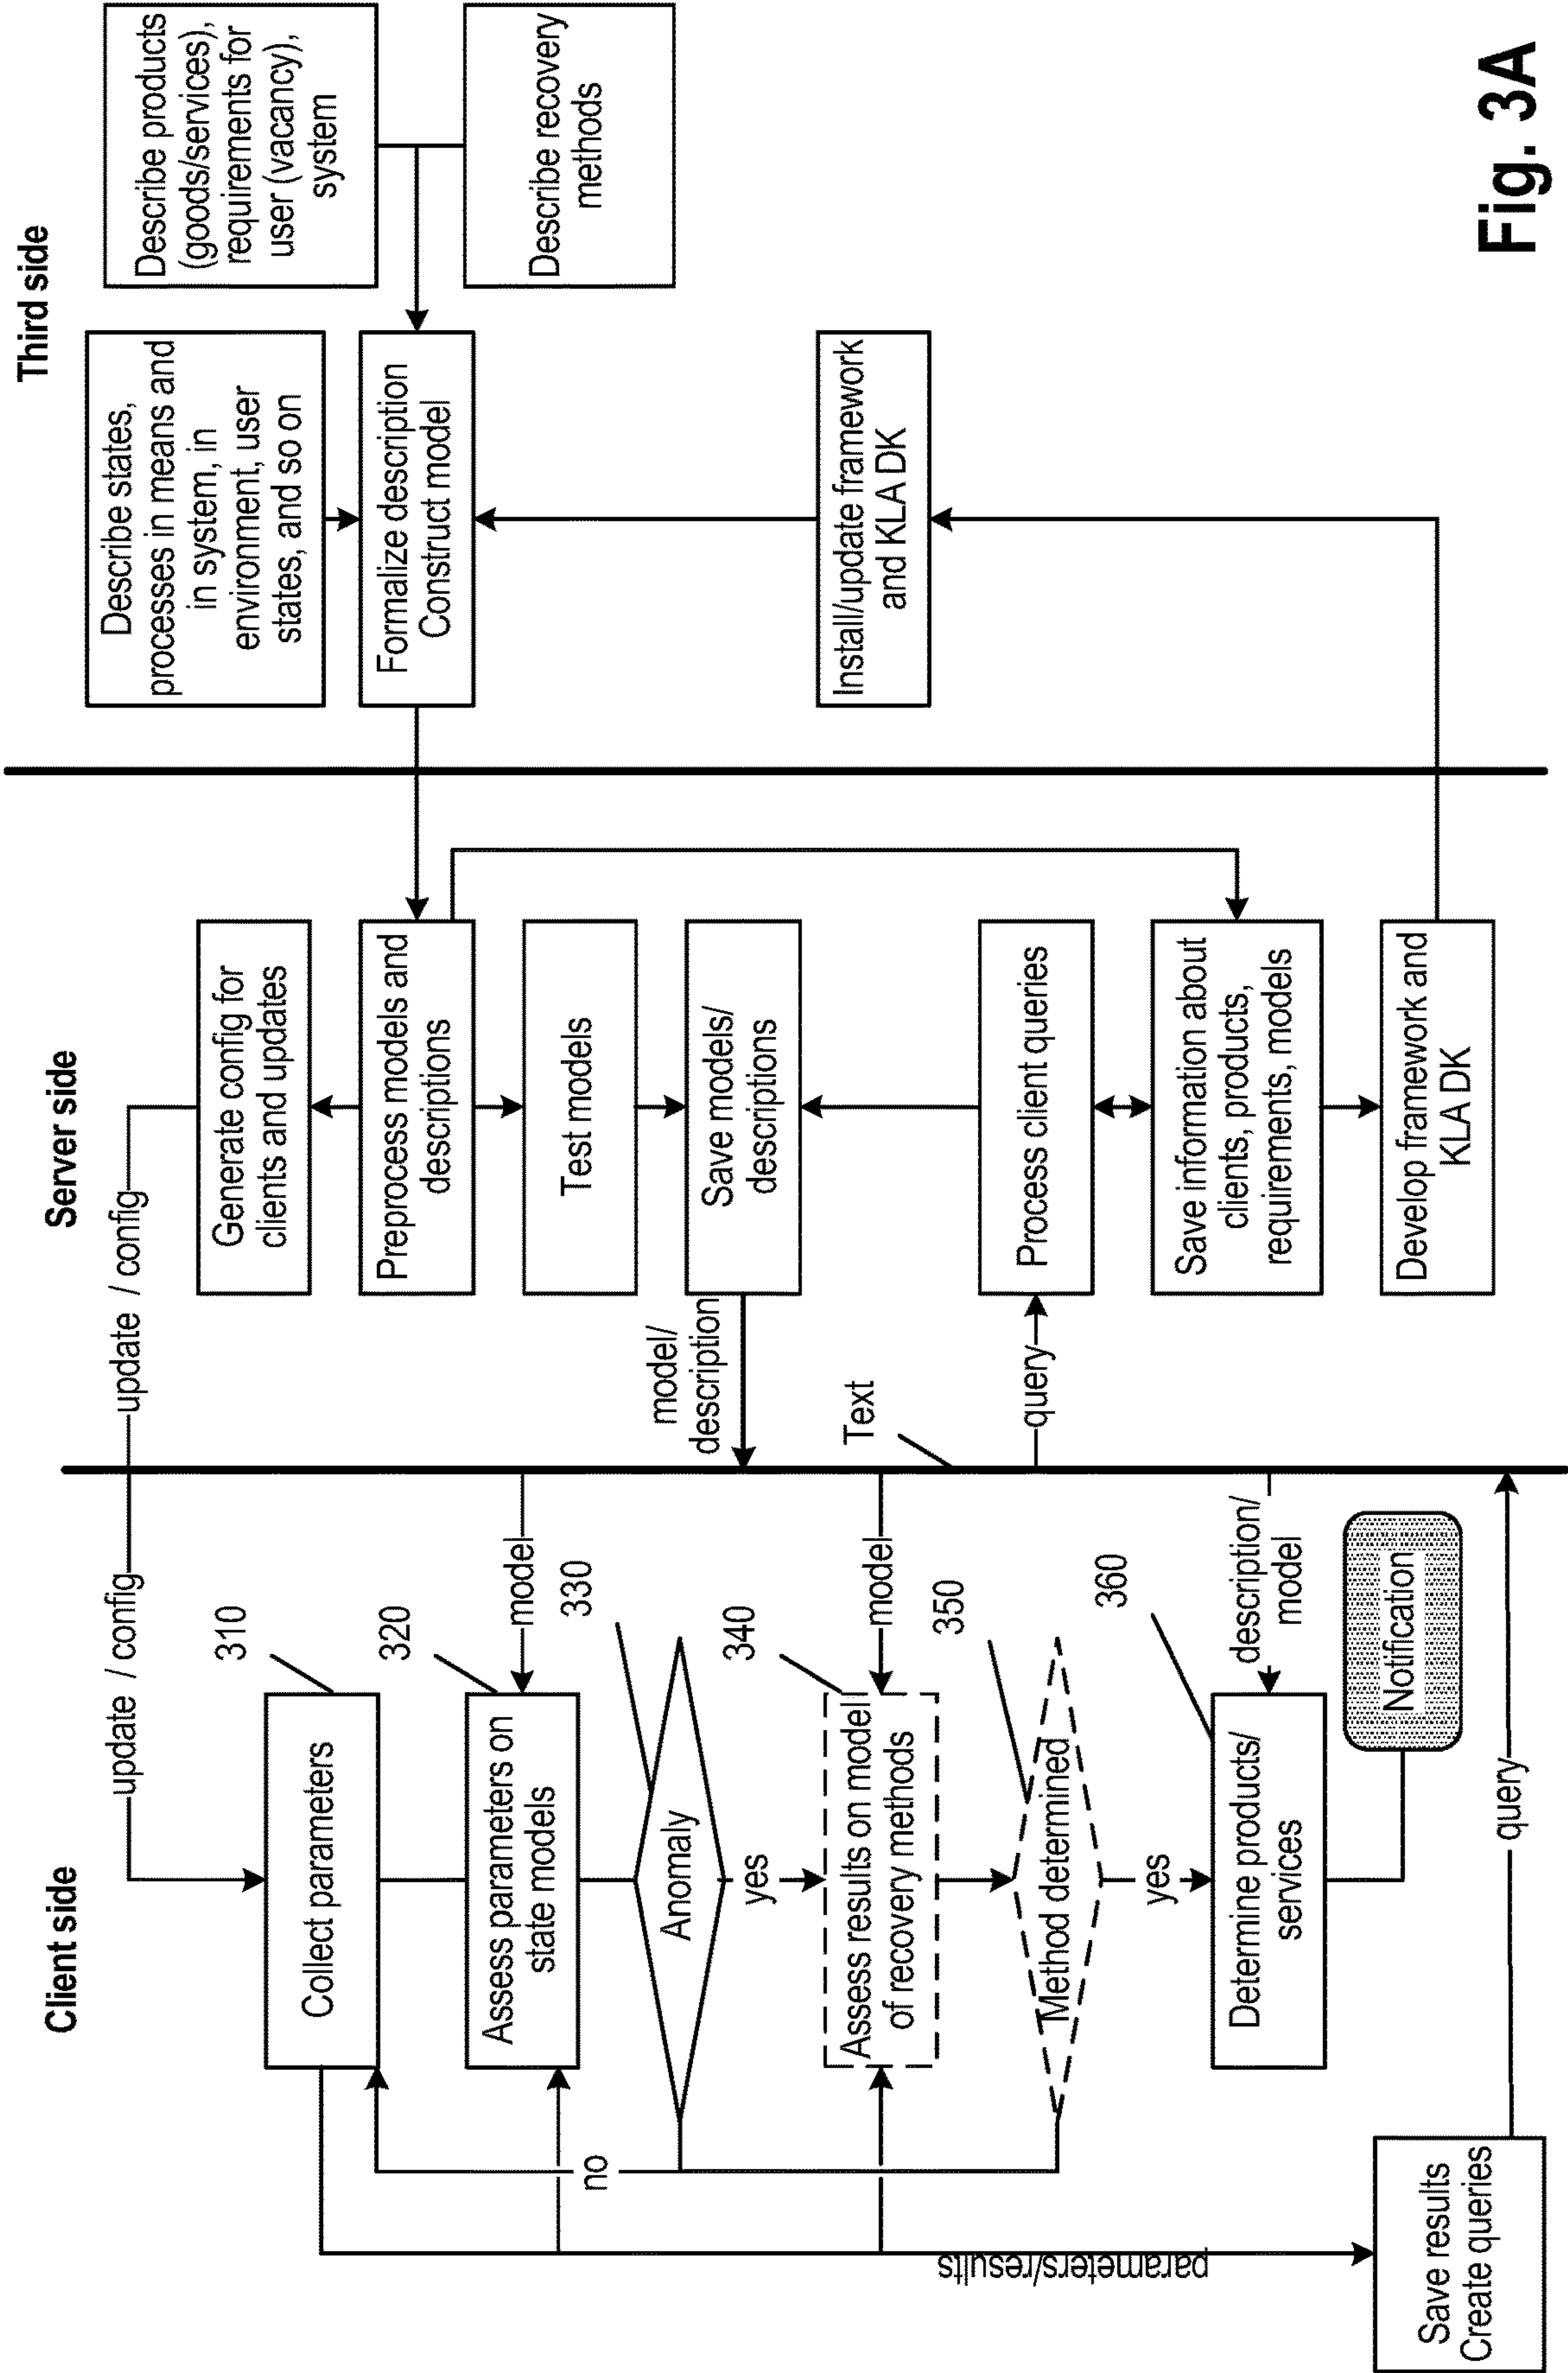 Client side
Server side
Third side
update / config
update / config
310
Collect parameters
320
Assess parameters on
state models
model
330
Anomaly
yes
no
340
Assess results on model
of recovery methods
model
350
Method determined
yes
360
Determine products/
services
description/
model
Notification
parameters/results
Save results
Create queries
query
Generate config for
clients and updates
Preprocess models and
descriptions
Test models
Save models/
descriptions
model/
description
Text
query
Process client queries
Save information about
clients, products,
requirements, models
Develop framework and
KLA DK
Describe states,
processes in means and
in system, in
environment, user
states, and so on
Describe products
(goods/services),
requirements for
user (vacancy),
system
Formalize description
Construct model
Describe recovery
methods
Install/update framework
and KLA DK
Fig. 3A